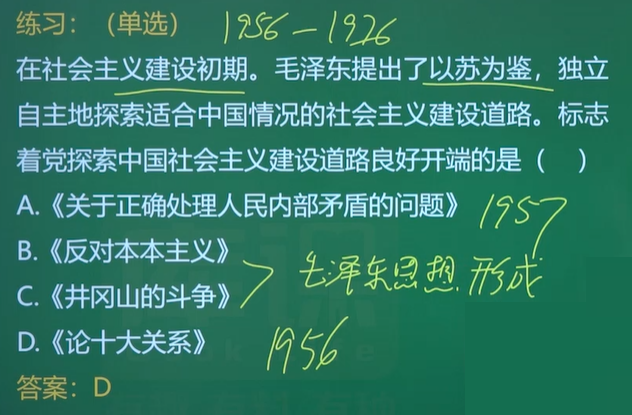 练习：（单选） 1956-1976
在社会主义建设初期。毛泽东提出了以苏为鉴，独立
自主地探索适合中国情况的社会主义建设道路。标志
着党探索中国社会主义建设道路良好开端的是（ ）
A.《关于正确处理人民内部矛盾的问题》 1957
B.《反对本本主义》
毛泽东思想 形成
C.《井冈山的斗争》
D.《论十大关系》 1956
答案：D